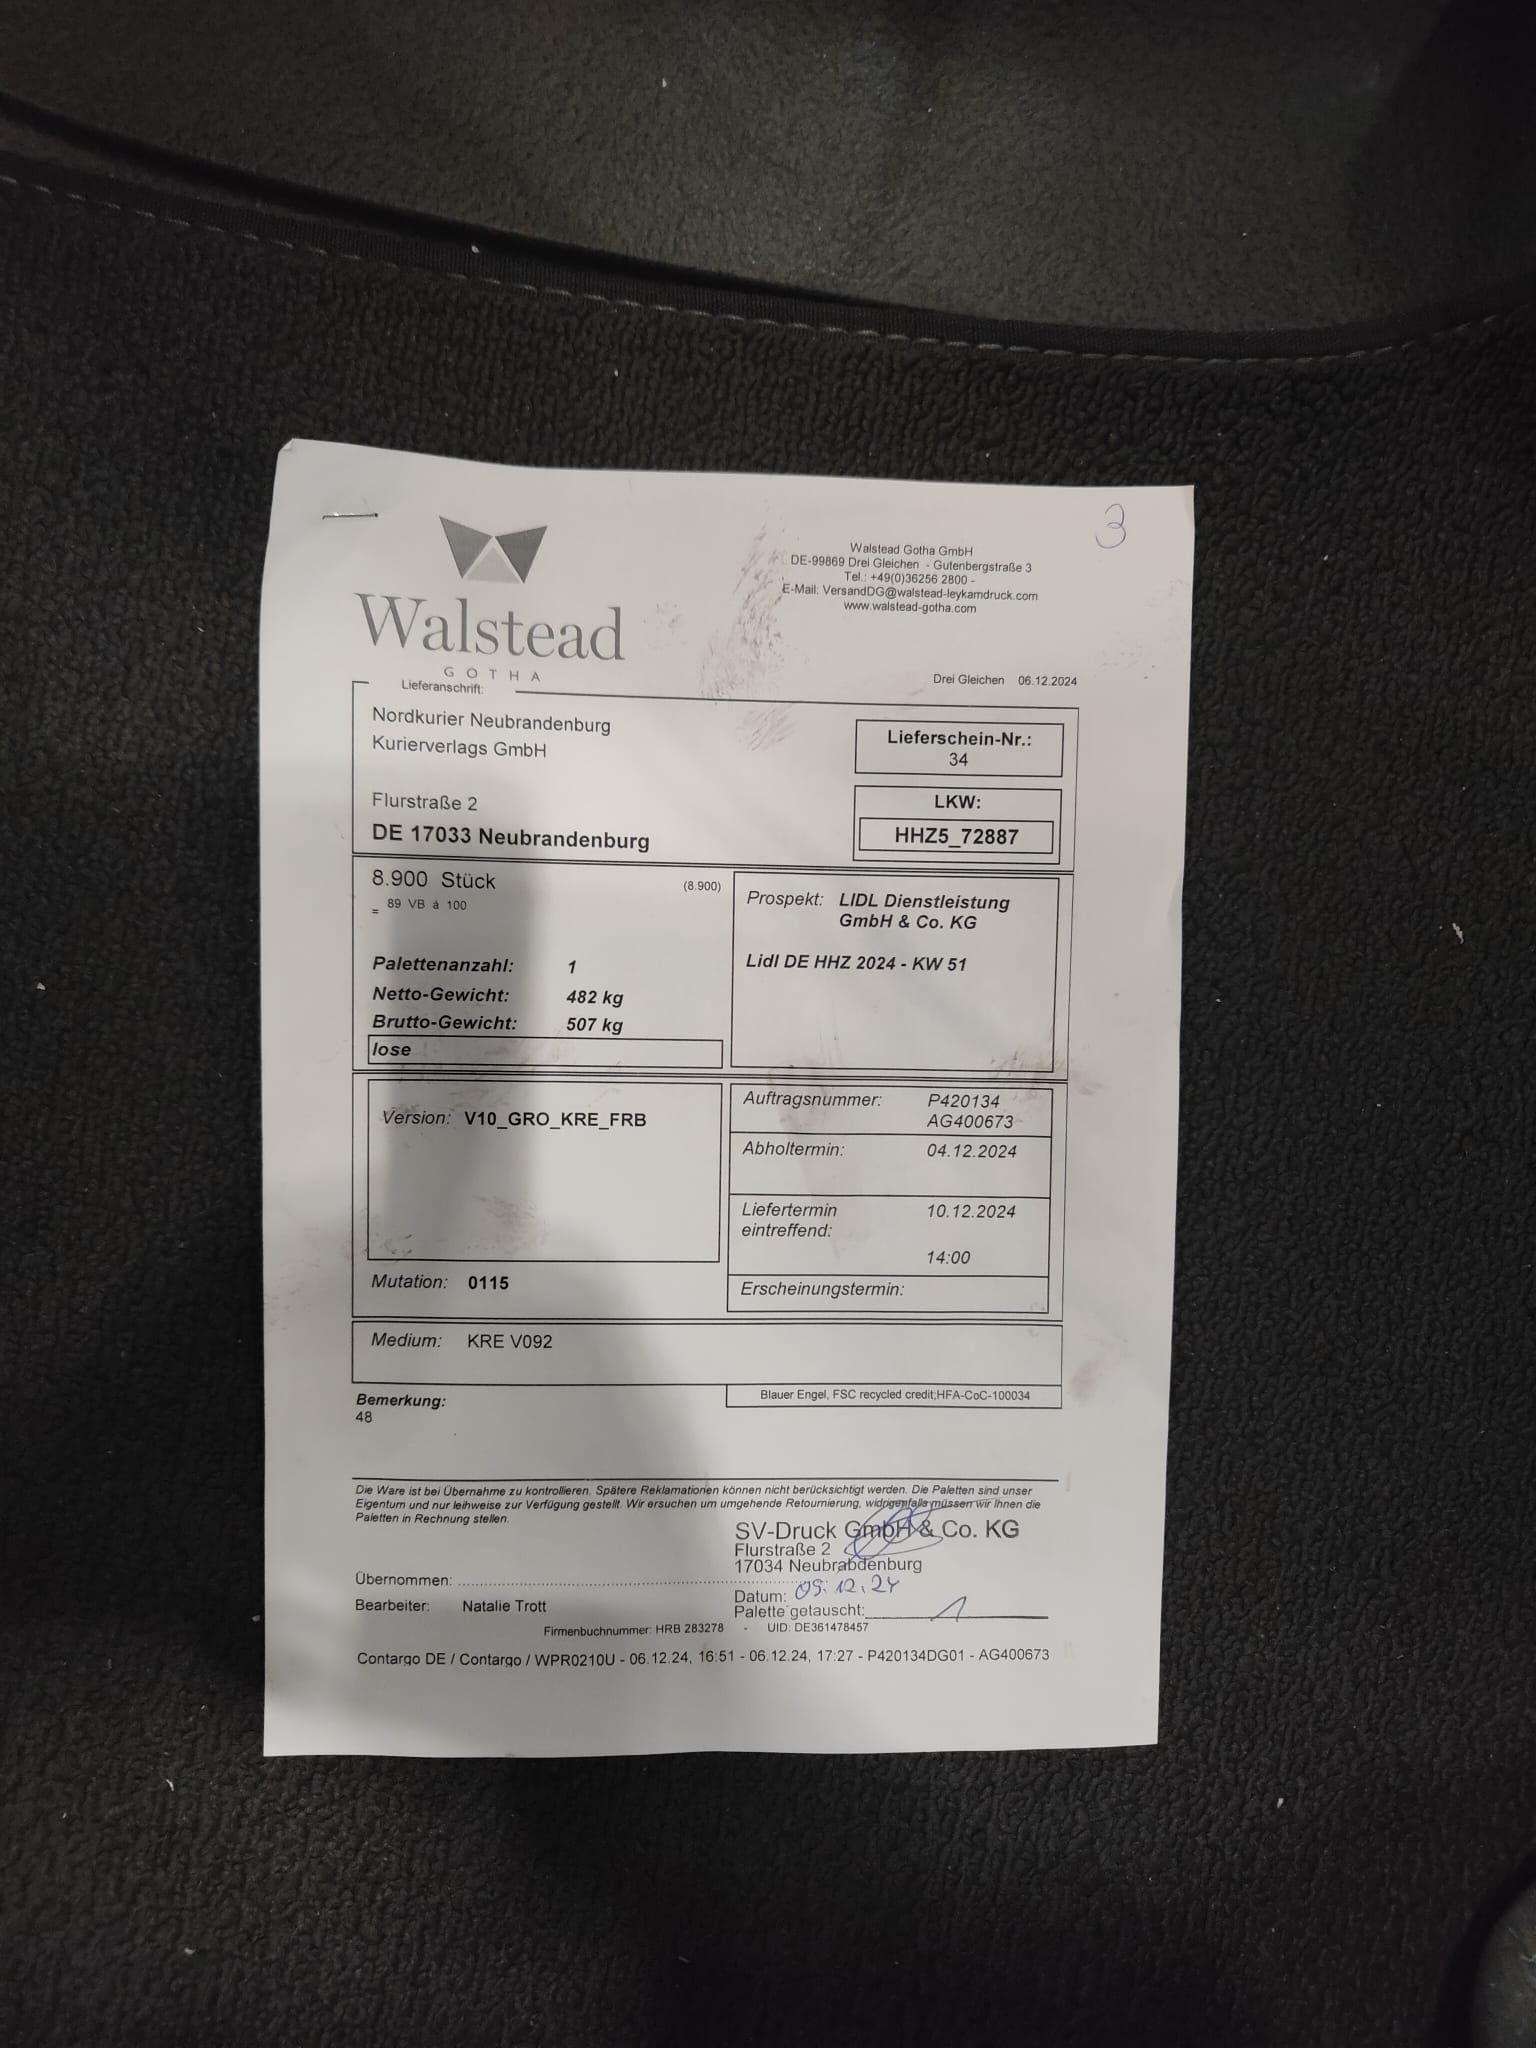 3
Walstead
GOTHA
Walstead Gotha GmbH
DE-99869 Drei Gleichen - Gutenbergstraße 3
Tel.: +49(0)36256 2800 -
E-Mail: VersandDG@walstead-leykamdruck.com
www.walstead-gotha.com
Drei Gleichen 06.12.2024
Lieferanschrift:
Nordkurier Neubrandenburg
Kurierverlags GmbH
Flurstraße 2
DE 17033 Neubrandenburg
Lieferschein-Nr.:
34
LKW:
HHZ5_72887
8.900 Stück (8.900)
= 89 VB á 100
Palettenanzahl: 1
Netto-Gewicht: 482 kg
Brutto-Gewicht: 507 kg
lose
Prospekt: LIDL Dienstleistung
GmbH & Co. KG
Lidl DE HHZ 2024 - KW 51
Version: V10_GRO_KRE_FRB
Mutation: 0115
Auftragsnummer: P420134
AG400673
Abholtermin: 04.12.2024
Liefertermin 10.12.2024
eintreffend:
14:00
Erscheinungstermin:
Medium: KRE V092
Blauer Engel, FSC recycled credit;HFA-CoC-100034
Bemerkung:
48
Die Ware ist bei Übernahme zu kontrollieren. Spätere Reklamationen können nicht berücksichtigt werden. Die Paletten sind unser
Eigentum und nur leihweise zur Verfügung gestellt. Wir ersuchen um umgehende Retournierung, widrigenfalls müssen wir Ihnen die
Paletten in Rechnung stellen.
SV-Druck GmbH & Co. KG
Flurstraße 2
17034 Neubrabdenburg
Übernommen:
Datum: 09.12.24
Bearbeiter: Natalie Trott
Palette getauscht: 1
Firmenbuchnummer: HRB 283278 - UID: DE361478457
Contargo DE / Contargo / WPR0210U - 06.12.24, 16:51 - 06.12.24, 17:27 - P420134DG01 - AG400673